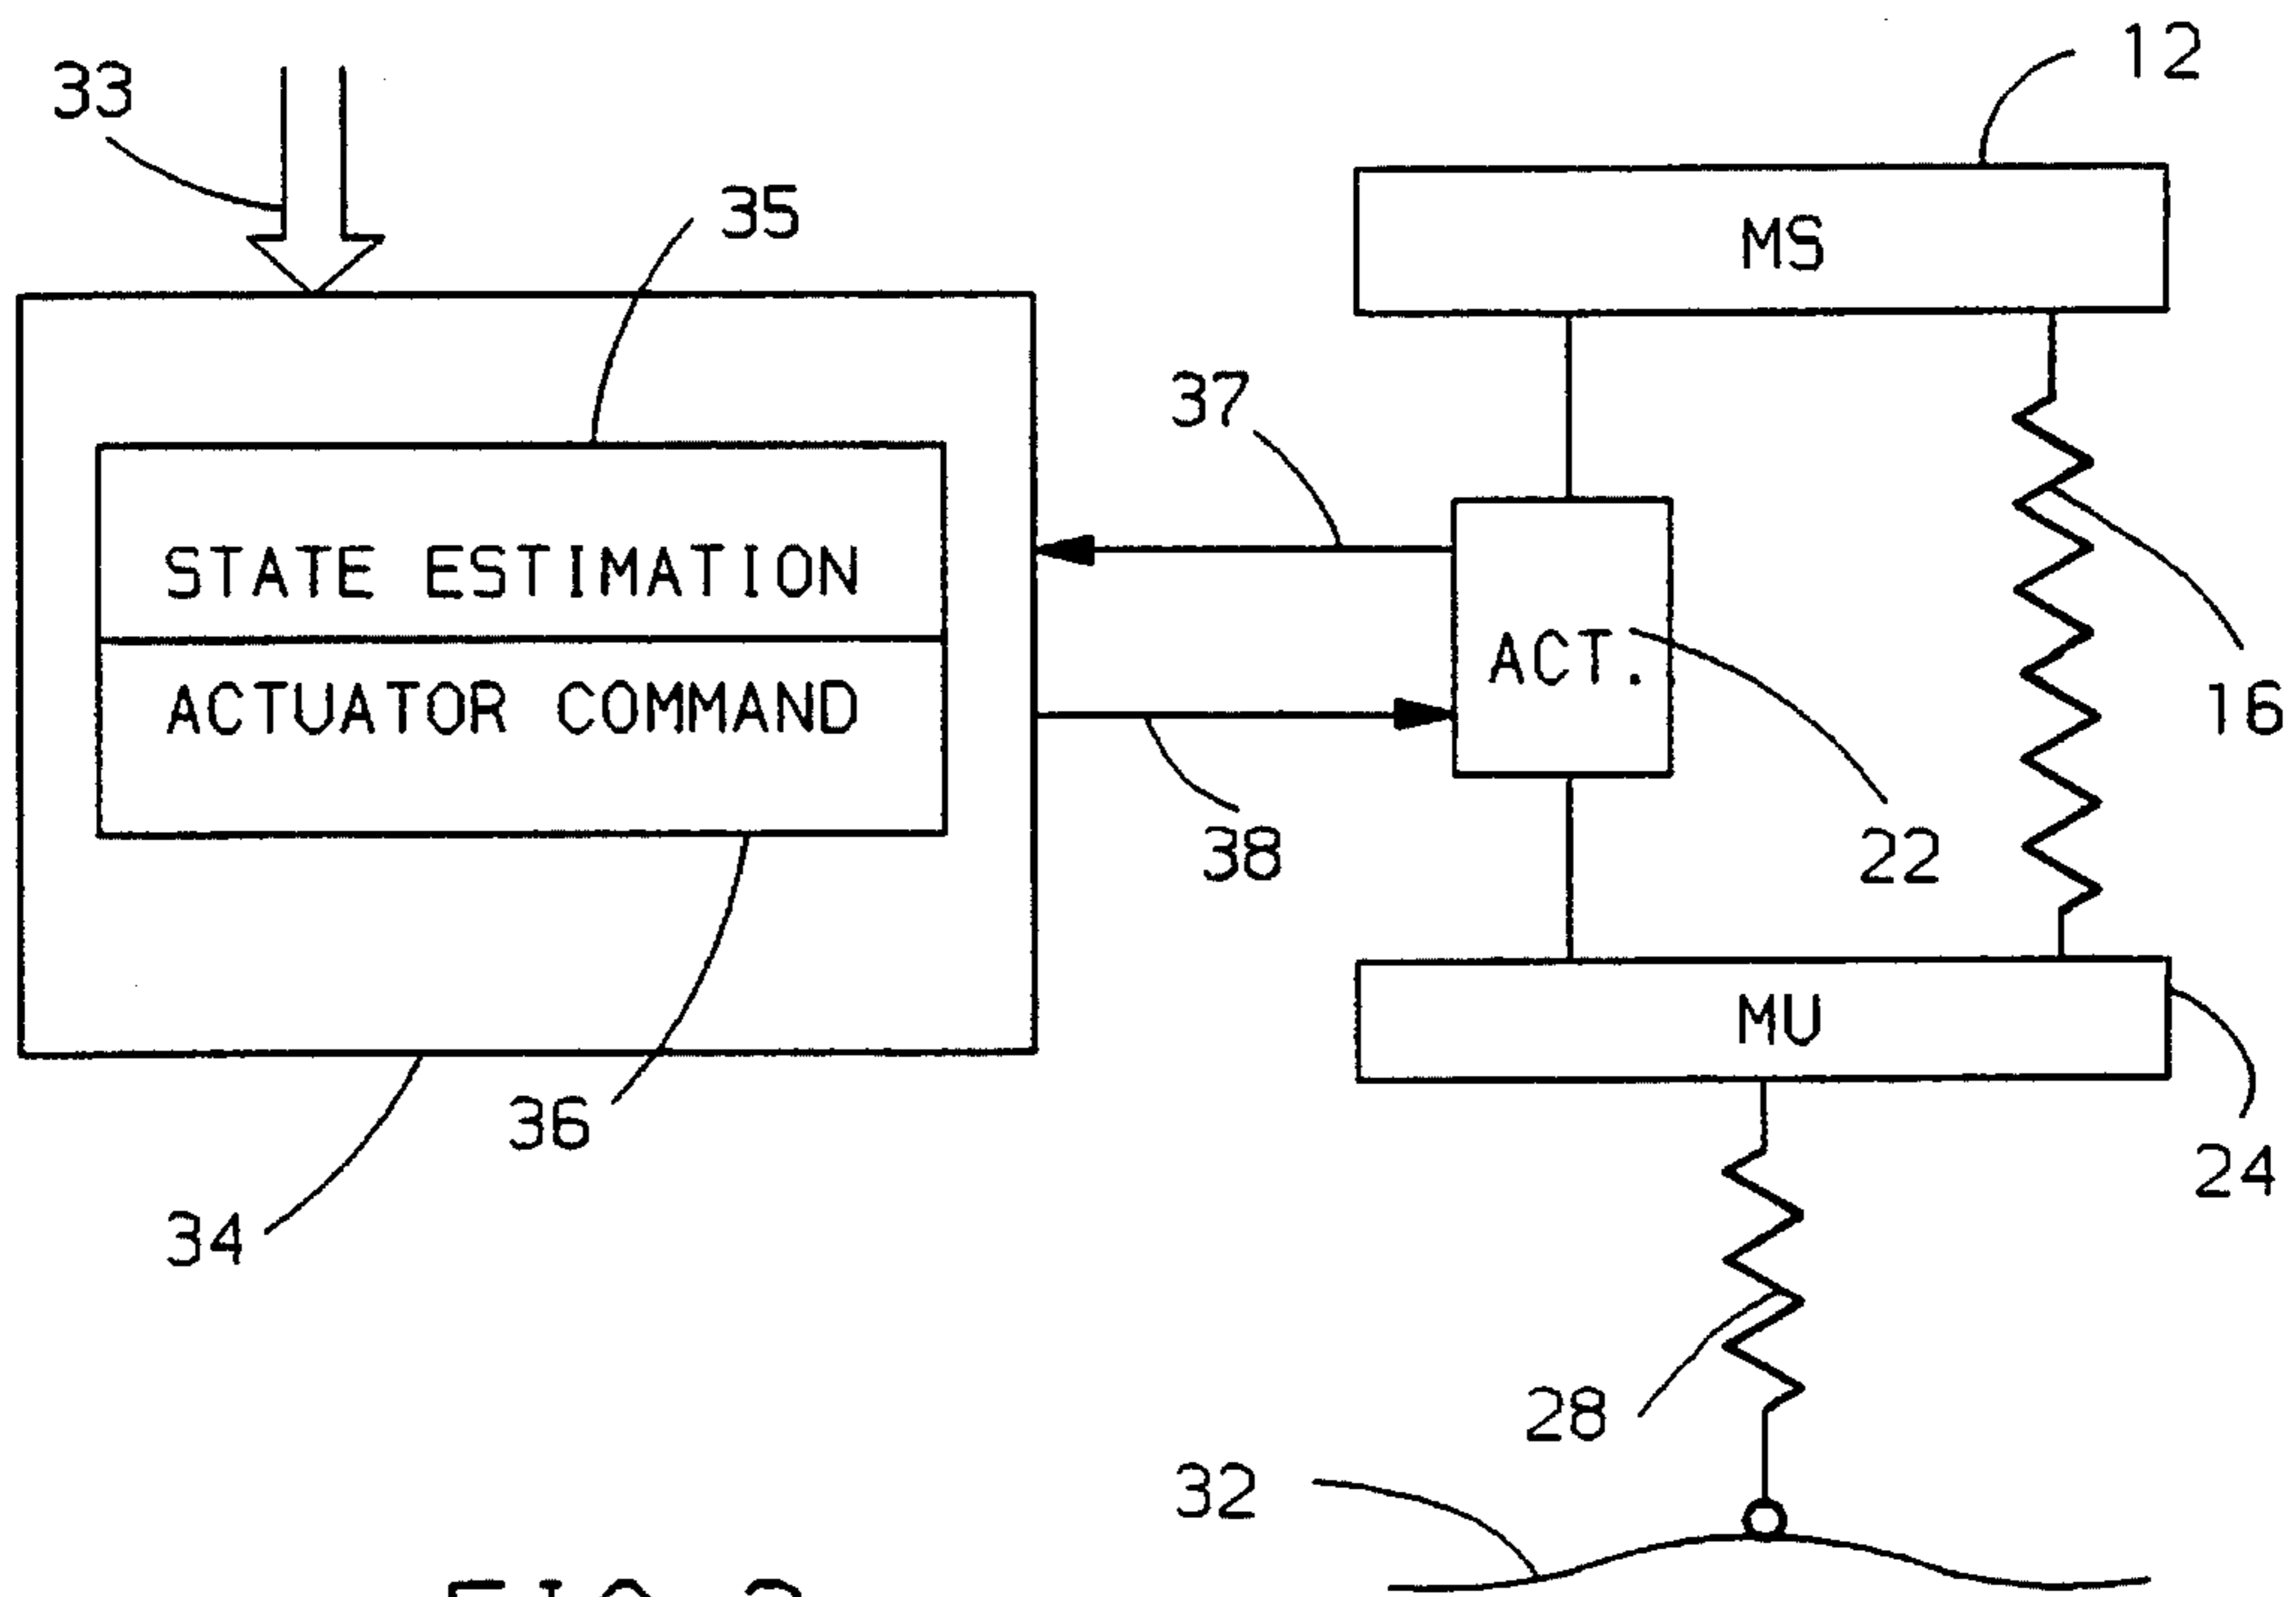 33
12
35
MS
37
STATE ESTIMATION
ACT.
16
ACTUATOR COMMAND
38
22
MU
36
24
34
28
32